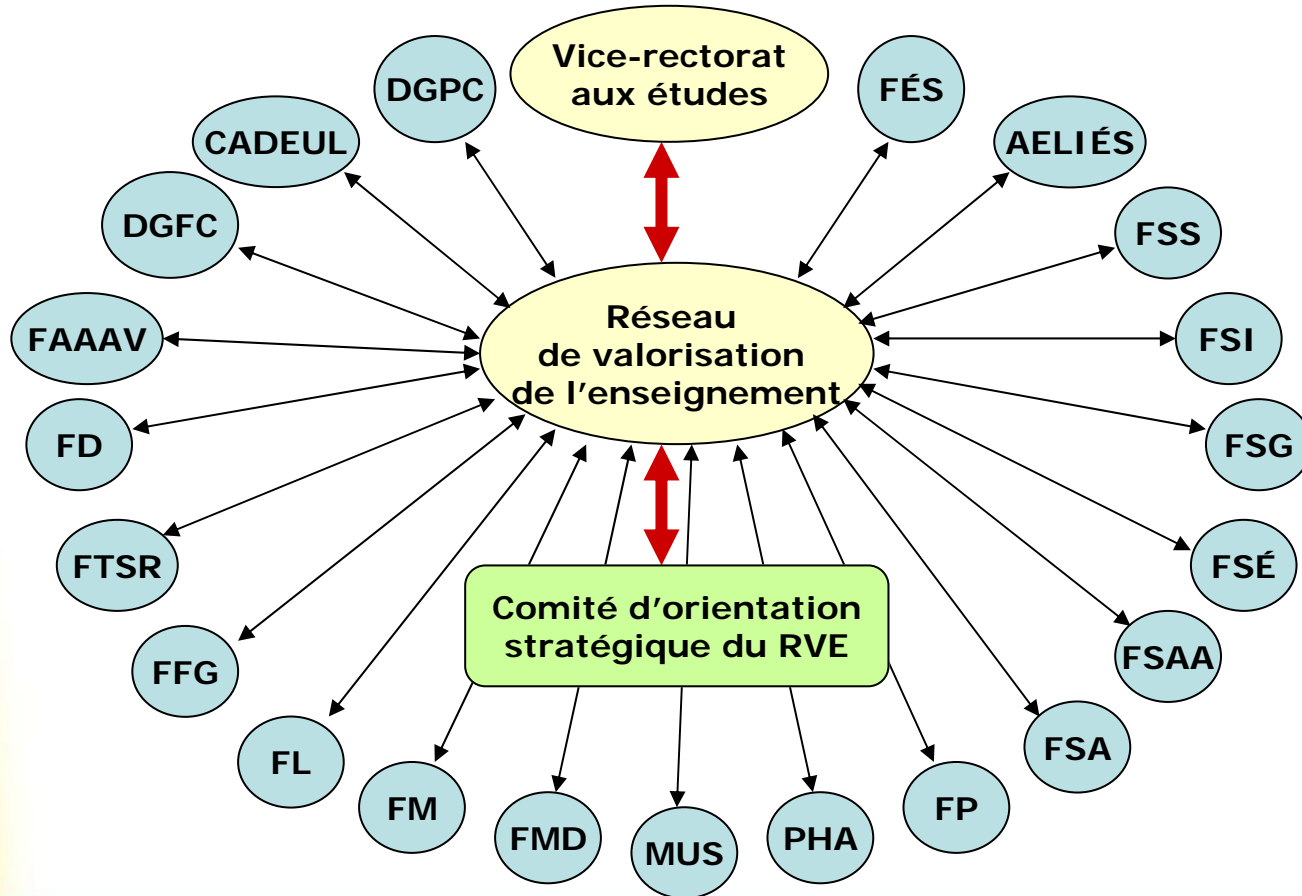 Vice-rectorat
aux études
DGPC
FÉS
CADEUL
AELIÉS
DGFC
FSS
Réseau
de valorisation
de l'enseignement
FAAAV
FSI
FD
FSG
FTSR
FSÉ
Comité d'orientation
stratégique du RVE
FFG
FSAA
FL
FSA
FM
FP
FMD
MUS
PHA